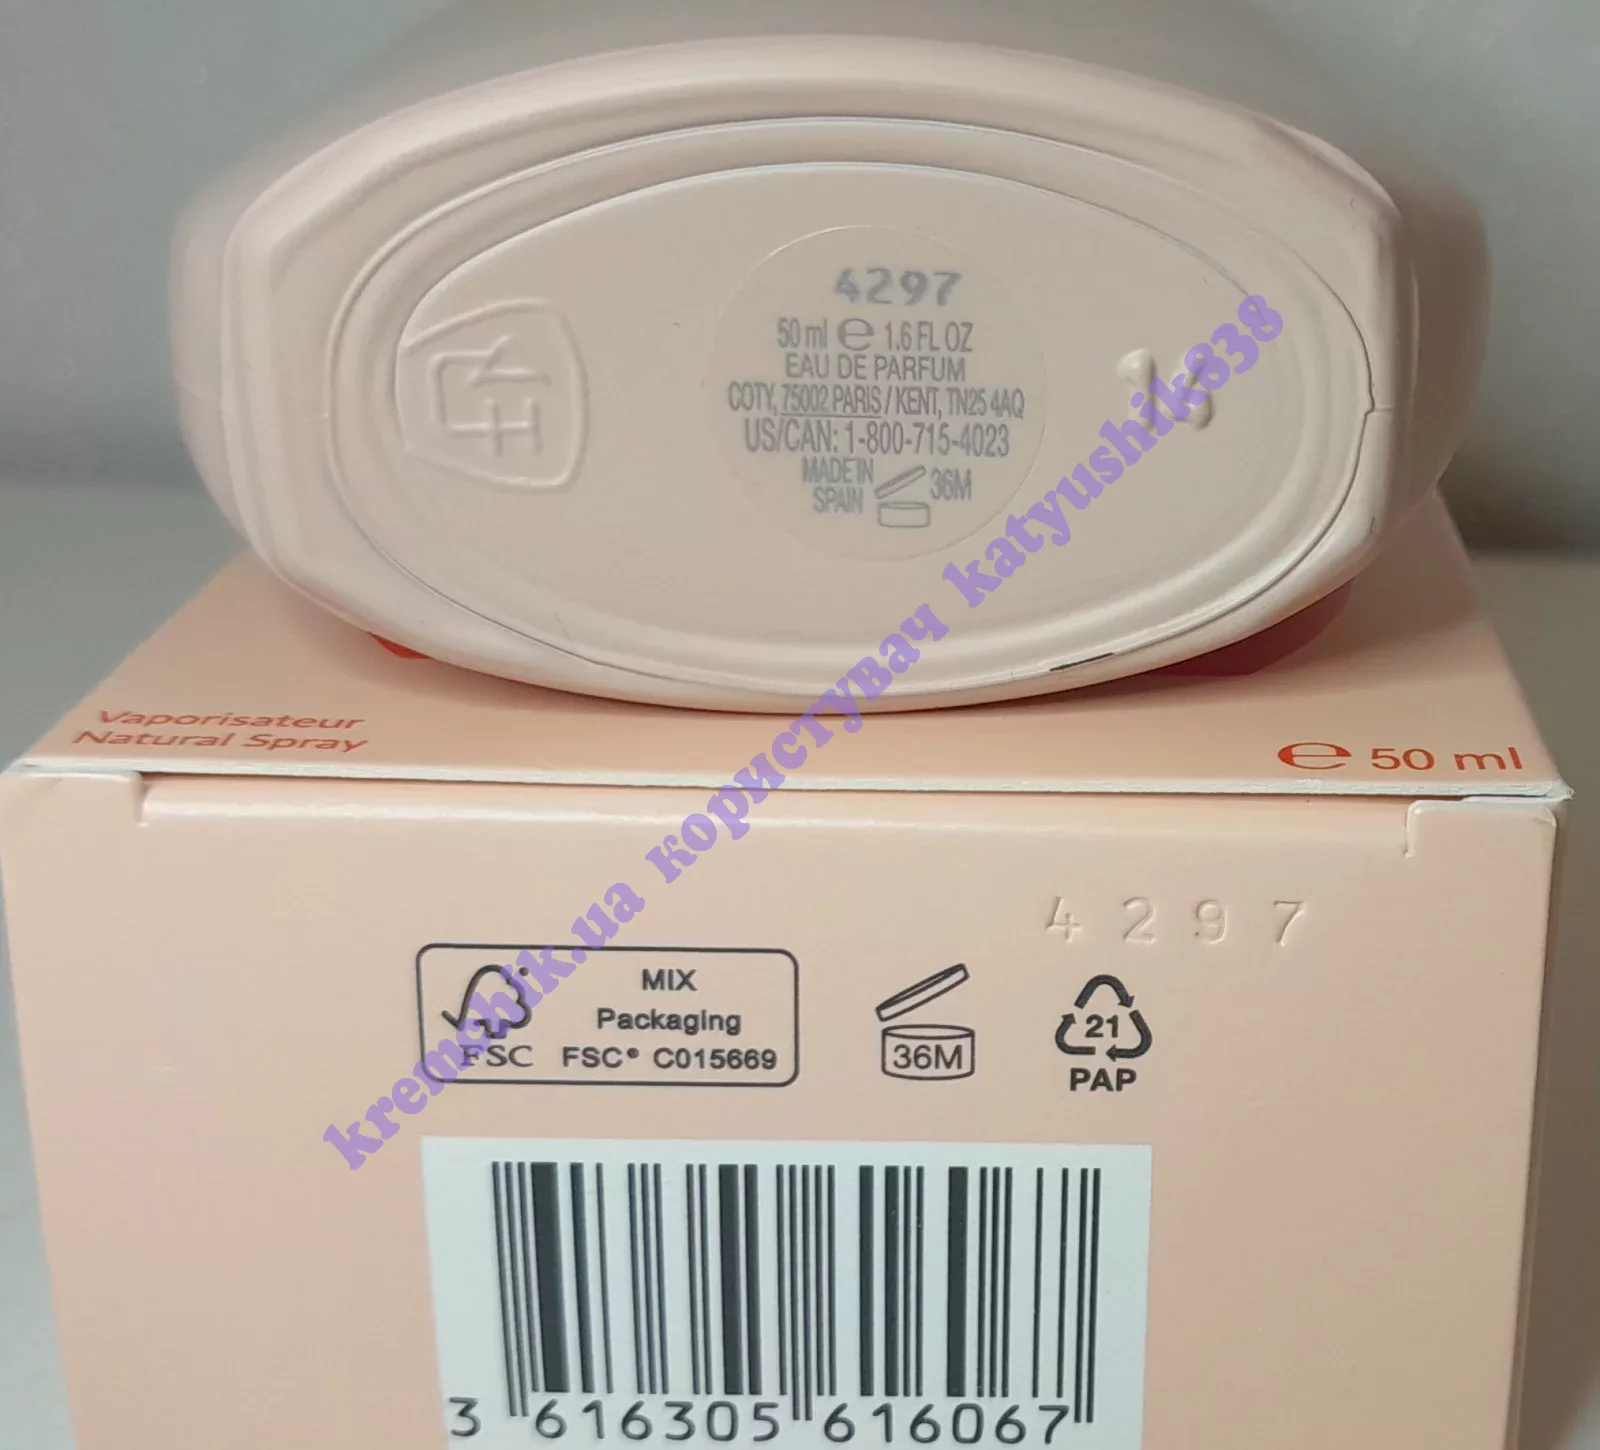 4297
50 ml ℮ 1.6 FL OZ
EAU DE PARFUM
COTY, 75002 PARIS / KENT, TN25 4AQ
US/CAN: 1-800-715-4023
MADE IN
SPAIN
36M
Vaporisateur
Natural Spray
℮ 50 ml
4297
MIX
Packaging
FSC FSC® C015669
36M
21
PAP
3 616305 616067
kremchik.ua користувач katyushik838